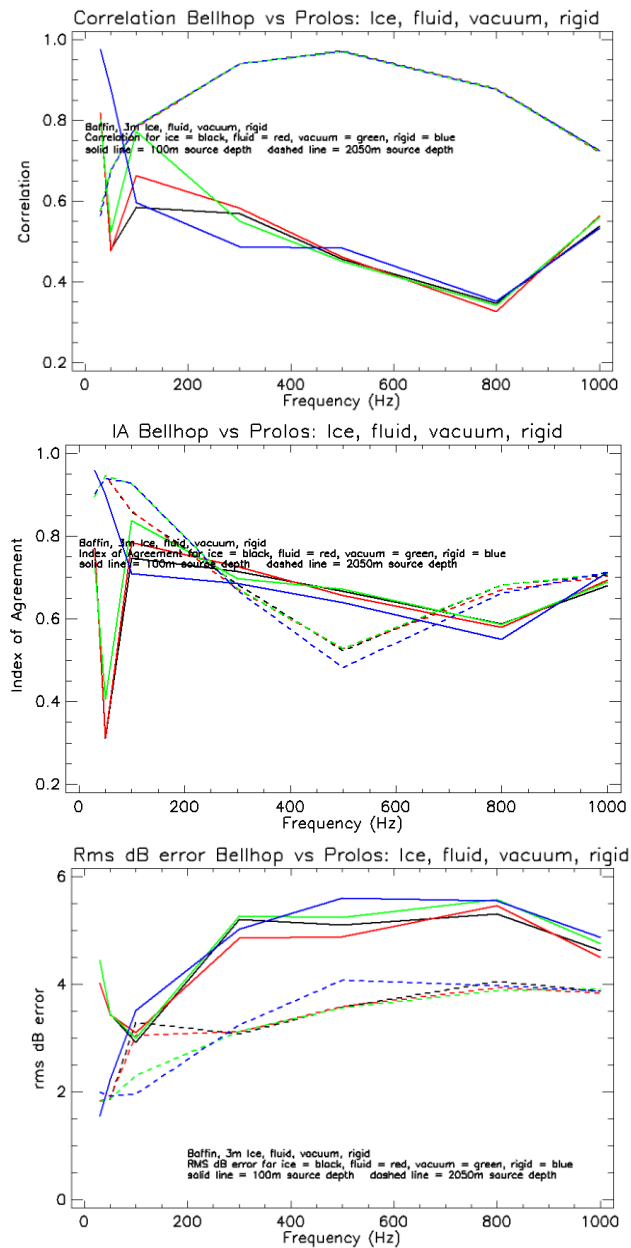 Correlation Bellhop vs Prolos: Ice, fluid, vacuum, rigid
1.0
0.8
Baffin, 3m Ice, fluid, vacuum, rigid
Correlation for ice = black, fluid = red, vacuum = green, rigid = blue
solid line = 100m source depth dashed line = 2050m source depth
0.6
Correlation
0.4
0.2
0 200 400 600 800 1000
Frequency (Hz)
IA Bellhop vs Prolos: Ice, fluid, vacuum, rigid
1.0
0.8
Baffin, 3m Ice, fluid, vacuum, rigid
Index of Agreement for ice = black, fluid = red, vacuum = green, rigid = blue
solid line = 100m source depth dashed line = 2050m source depth
Index of Agreement
0.6
0.4
0.2
0 200 400 600 800 1000
Frequency (Hz)
Rms dB error Bellhop vs Prolos: Ice, fluid, vacuum, rigid
6
4
rms dB error
2
Baffin, 3m Ice, fluid, vacuum, rigid
RMS dB error for ice = black, fluid = red, vacuum = green, rigid = blue
solid line = 100m source depth dashed line = 2050m source depth
0
0 200 400 600 800 1000
Frequency (Hz)